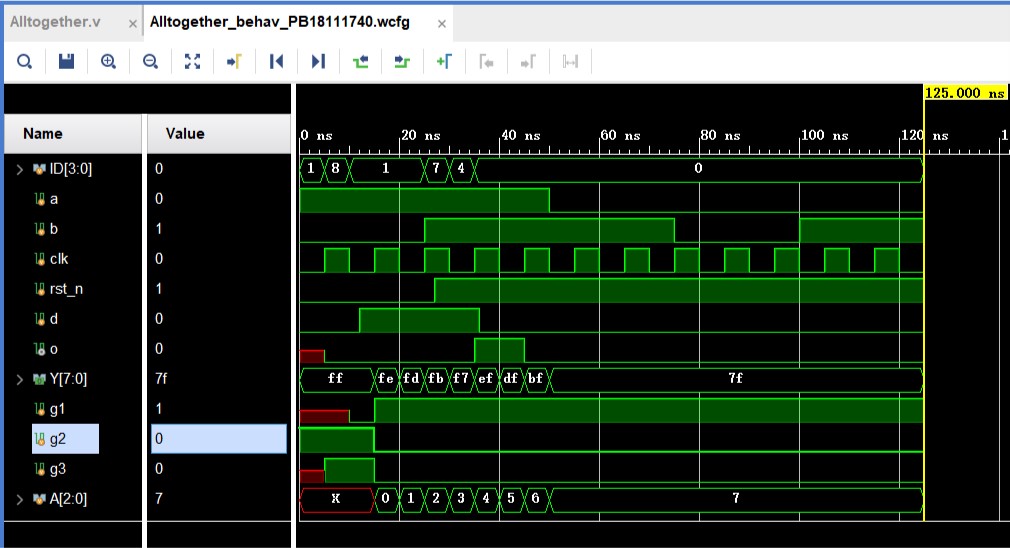 Alltogether.v × Alltogether_behav_PB18111740.wcfg ×
125.000 ns
Name Value
0 ns 20 ns 40 ns 60 ns 80 ns 100 ns 120 ns 1
ID[3:0] 0 1 8 1 7 4 0
a 0
b 1
clk 0
rst_n 1
d 0
o 0
Y[7:0] 7f ff fe fd fb f7 ef df bf 7f
g1 1
g2 0
g3 0
A[2:0] 7 X 0 1 2 3 4 5 6 7